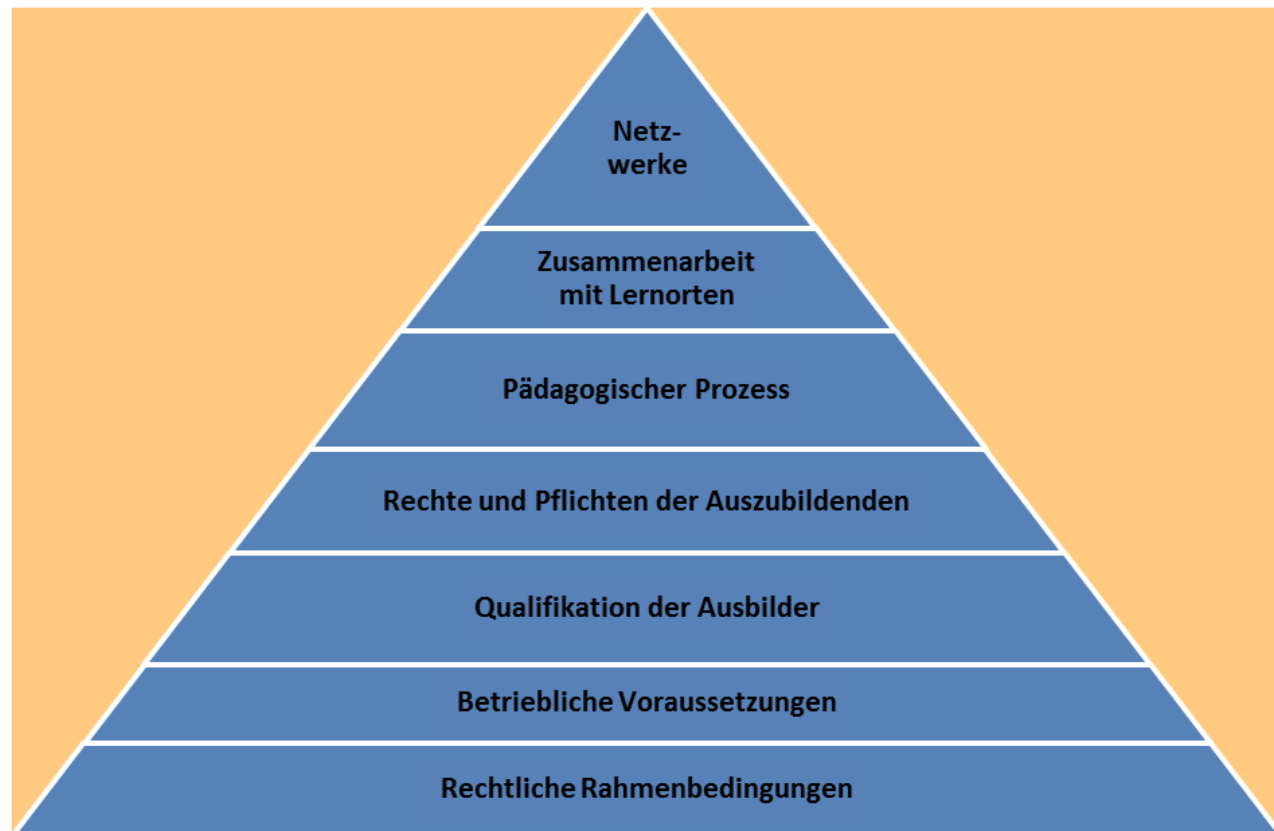 Netz-
werke
Zusammenarbeit
mit Lernorten
Pädagogischer Prozess
Rechte und Pflichten der Auszubildenden
Qualifikation der Ausbilder
Betriebliche Voraussetzungen
Rechtliche Rahmenbedingungen